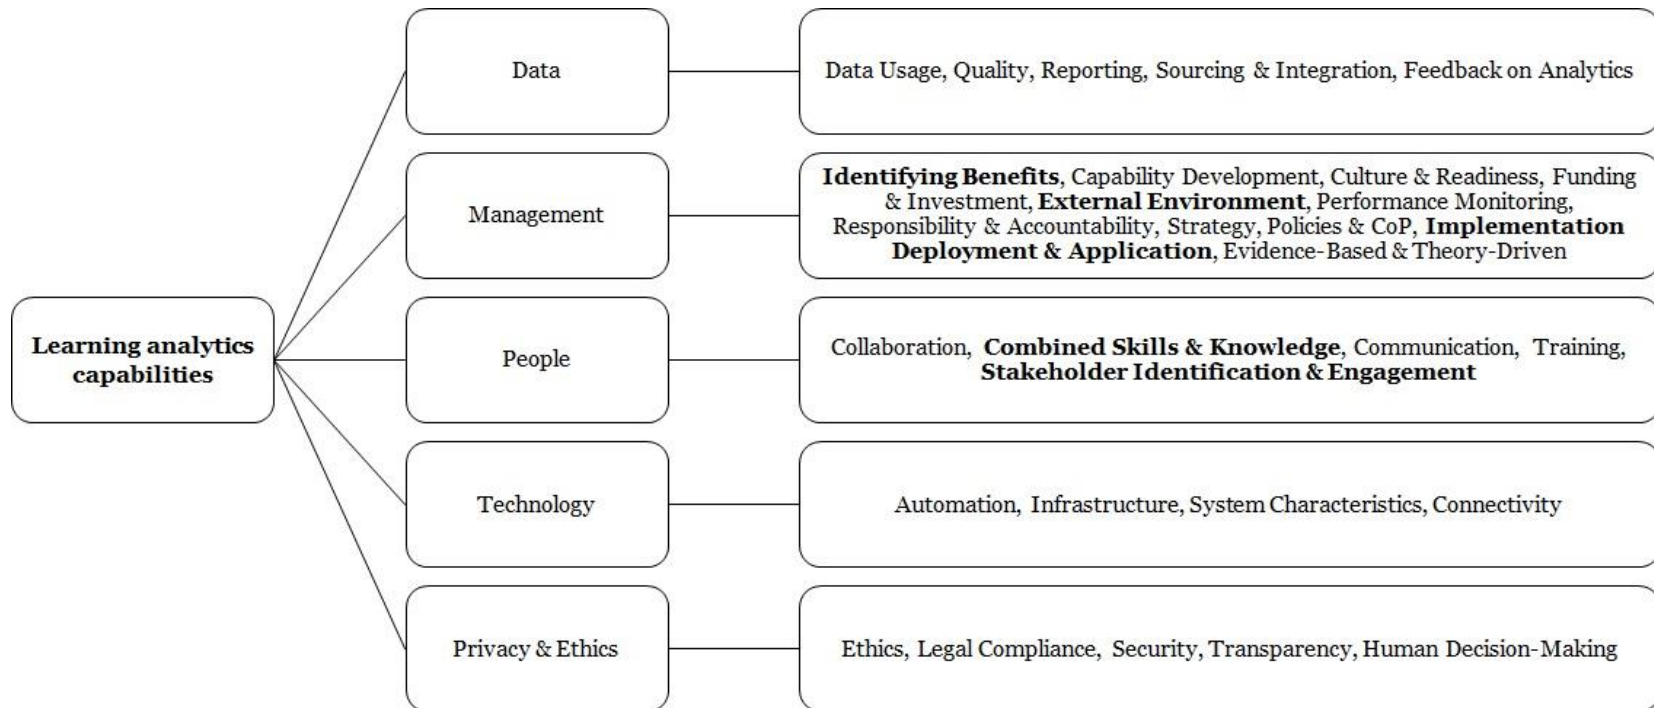 Learning analytics
capabilities
Data
Data Usage, Quality, Reporting, Sourcing & Integration, Feedback on Analytics
Management
Identifying Benefits, Capability Development, Culture & Readiness, Funding
& Investment, External Environment, Performance Monitoring,
Responsibility & Accountability, Strategy, Policies & CoP, Implementation
Deployment & Application, Evidence-Based & Theory-Driven
People
Collaboration, Combined Skills & Knowledge, Communication, Training,
Stakeholder Identification & Engagement
Technology
Automation, Infrastructure, System Characteristics, Connectivity
Privacy & Ethics
Ethics, Legal Compliance, Security, Transparency, Human Decision-Making